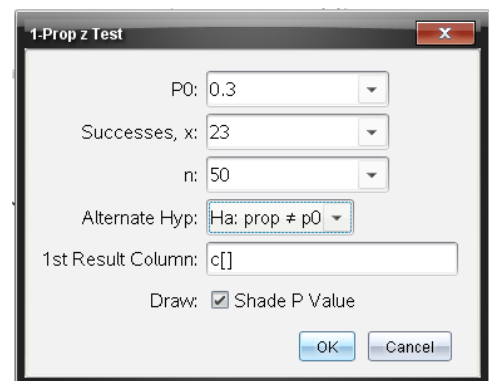 1-Prop z Test
P0: 0.3
Successes, x: 23
n: 50
Alternate Hyp: Ha: prop ≠ p0
1st Result Column: c[]
Draw: Shade P Value
OK Cancel